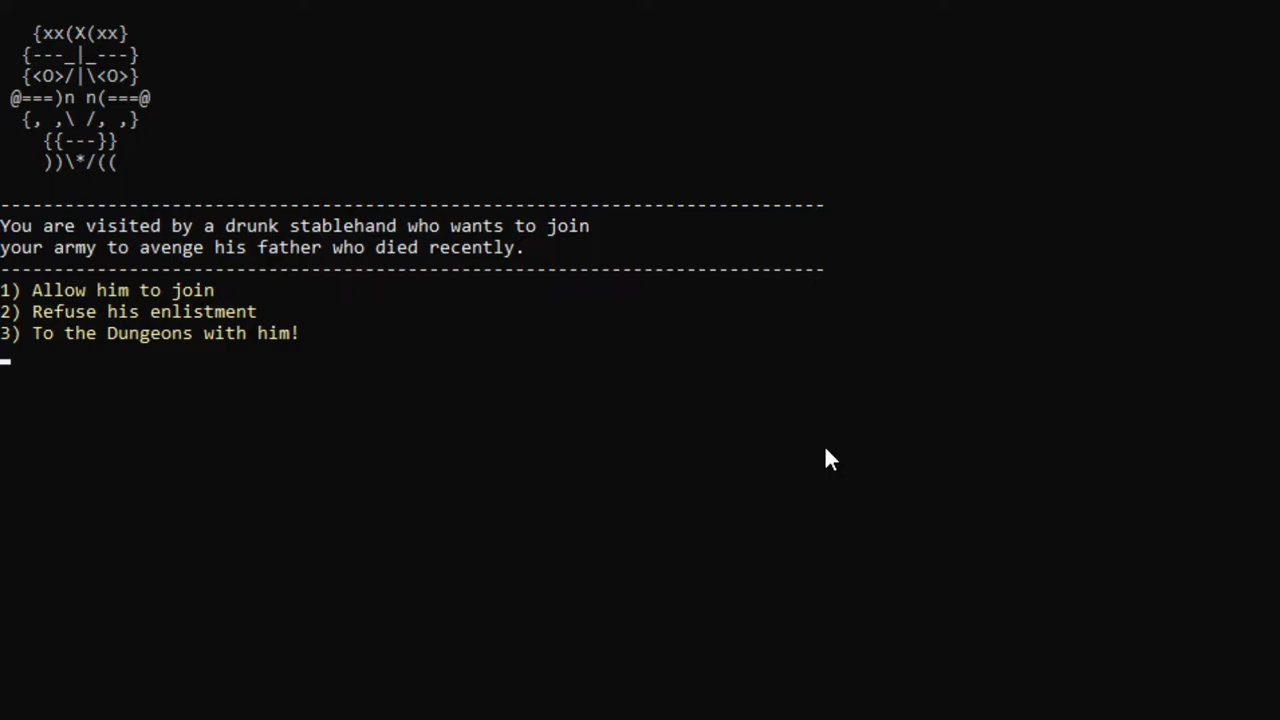 {xx(X(xx}
  {---_|_---}
  {<O>/|\<O>}
 @===)n n(===@
  {, ,\ /, ,}
    {{---}}
    ))\*/((
-----------------------------------------------------------------------------
You are visited by a drunk stablehand who wants to join
your army to avenge his father who died recently.
-----------------------------------------------------------------------------
1) Allow him to join
2) Refuse his enlistment
3) To the Dungeons with him!